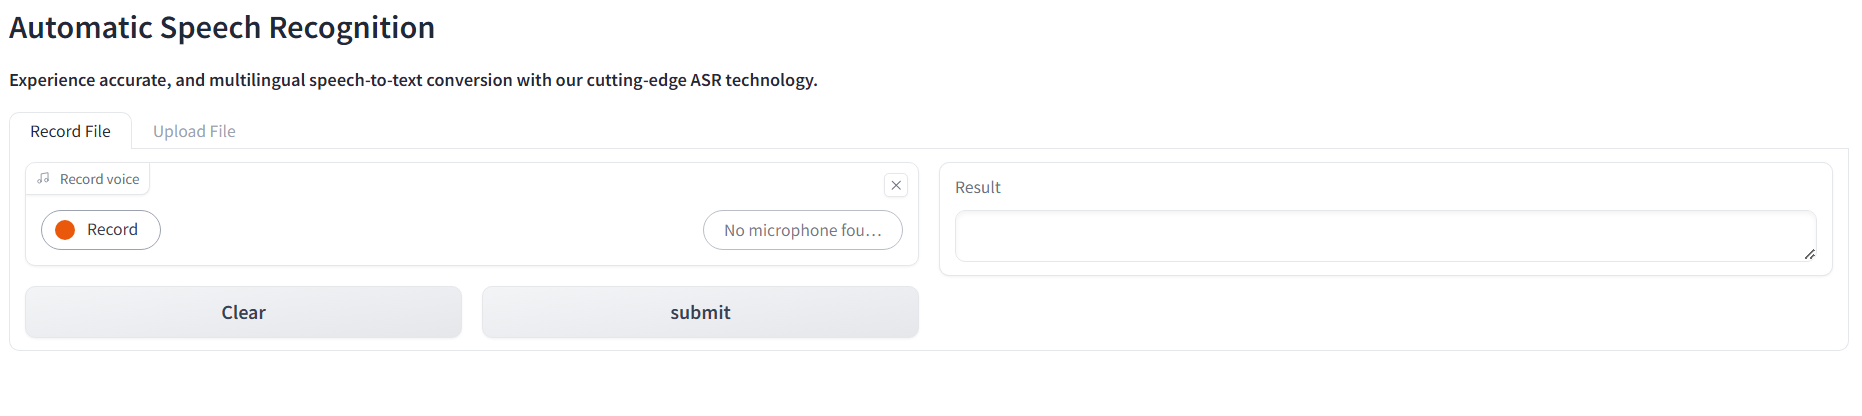 Automatic Speech Recognition
Experience accurate, and multilingual speech-to-text conversion with our cutting-edge ASR technology.
Record File
Upload File
Record voice
Record
No microphone fou…
Clear
submit
Result